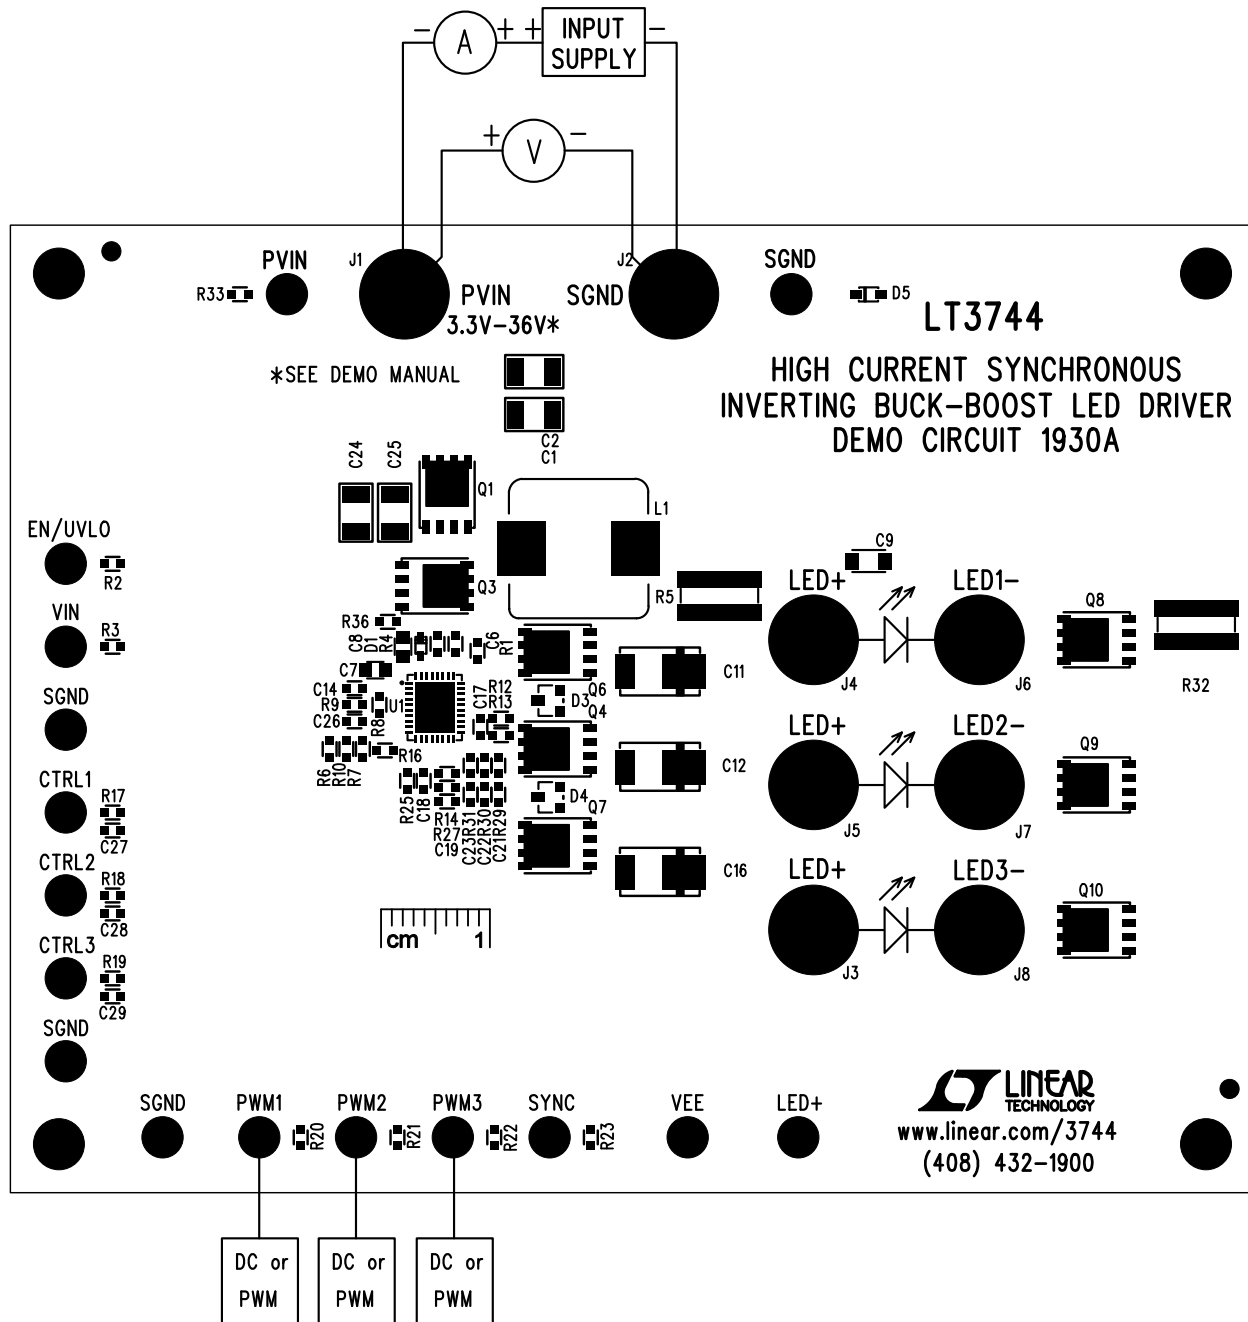 INPUT
SUPPLY
− A + + −
+ V −
PVIN
J1
J2
SGND
R33
PVIN
3.3V−36V*
SGND
D5
LT3744
*SEE DEMO MANUAL
HIGH CURRENT SYNCHRONOUS
INVERTING BUCK−BOOST LED DRIVER
DEMO CIRCUIT 1930A
C2
C1
C24
C25
Q1
L1
EN/UVLO
R2
Q3
R5
C9
LED+
LED1−
Q8
VIN
R3
R36
C8
D1
R4
C6
R1
J4
J6
R32
C7
C14
R9
C26
U1
R8
C17
R12
R13
Q6
D3
Q4
C11
SGND
R6
R10
R7
R16
LED+
LED2−
Q9
C12
CTRL1
R17
C27
R25
C18
R14
R27
C19
R31
C23
R30
C22
R29
C21
D4
Q7
J5
J7
CTRL2
R18
C28
C16
LED+
LED3−
Q10
CTRL3
R19
C29
cm 1
J3
J8
SGND
LINEAR
TECHNOLOGY
www.linear.com/3744
(408) 432−1900
SGND
PWM1
R20
PWM2
R21
PWM3
R22
SYNC
R23
VEE
LED+
DC or
PWM
DC or
PWM
DC or
PWM